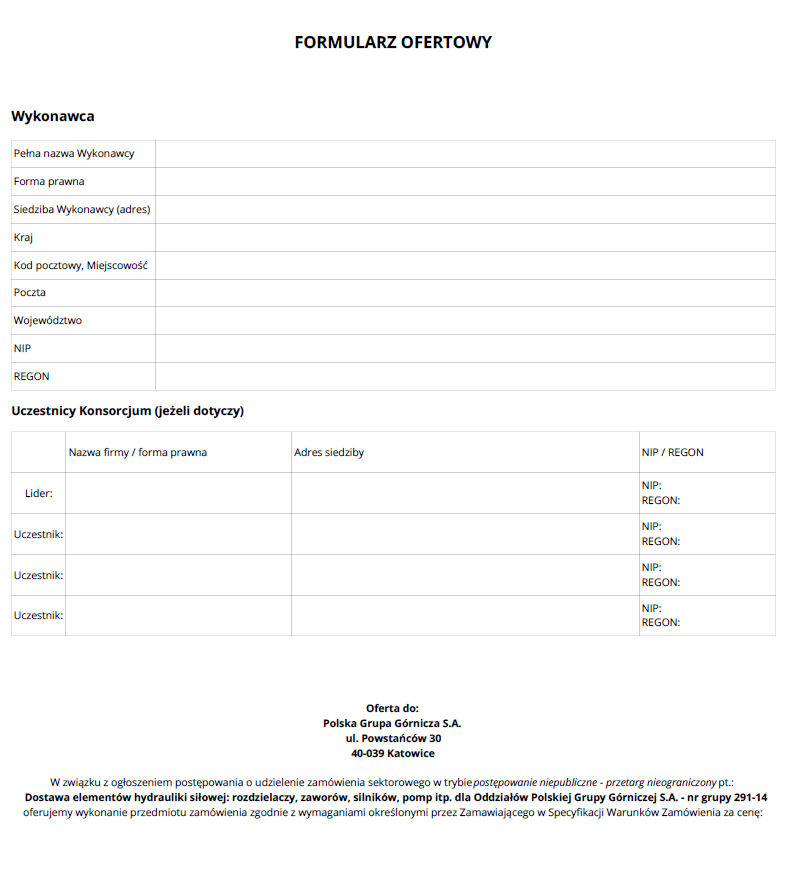 FORMULARZ OFERTOWY
Wykonawca
Pełna nazwa Wykonawcy
Forma prawna
Siedziba Wykonawcy (adres)
Kraj
Kod pocztowy, Miejscowość
Poczta
Województwo
NIP
REGON
Uczestnicy Konsorcjum (jeżeli dotyczy)
Nazwa firmy / forma prawna Adres siedziby NIP / REGON
Lider: NIP:
REGON:
Uczestnik: NIP:
REGON:
Uczestnik: NIP:
REGON:
Uczestnik: NIP:
REGON:
Oferta do:
Polska Grupa Górnicza S.A.
ul. Powstańców 30
40-039 Katowice
W związku z ogłoszeniem postępowania o udzielenie zamówienia sektorowego w trybie postępowanie niepubliczne - przetarg nieograniczony pt.:
Dostawa elementów hydrauliki siłowej: rozdzielaczy, zaworów, silników, pomp itp. dla Oddziałów Polskiej Grupy Górniczej S.A. - nr grupy 291-14
oferujemy wykonanie przedmiotu zamówienia zgodnie z wymaganiami określonymi przez Zamawiającego w Specyfikacji Warunków Zamówienia za cenę: